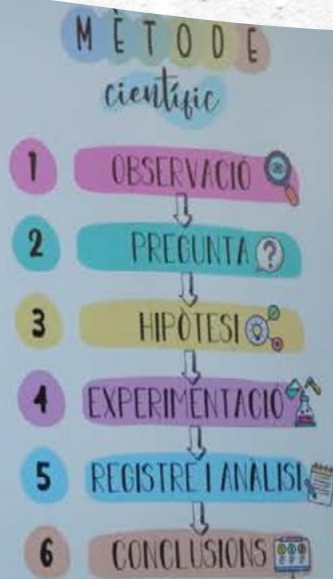 MÈTODE
científic
1 OBSERVACIÓ
2 PREGUNTA ?
3 HIPÒTESI
4 EXPERIMENTACIÓ
5 REGISTRE I ANÀLISI
6 CONCLUSIONS